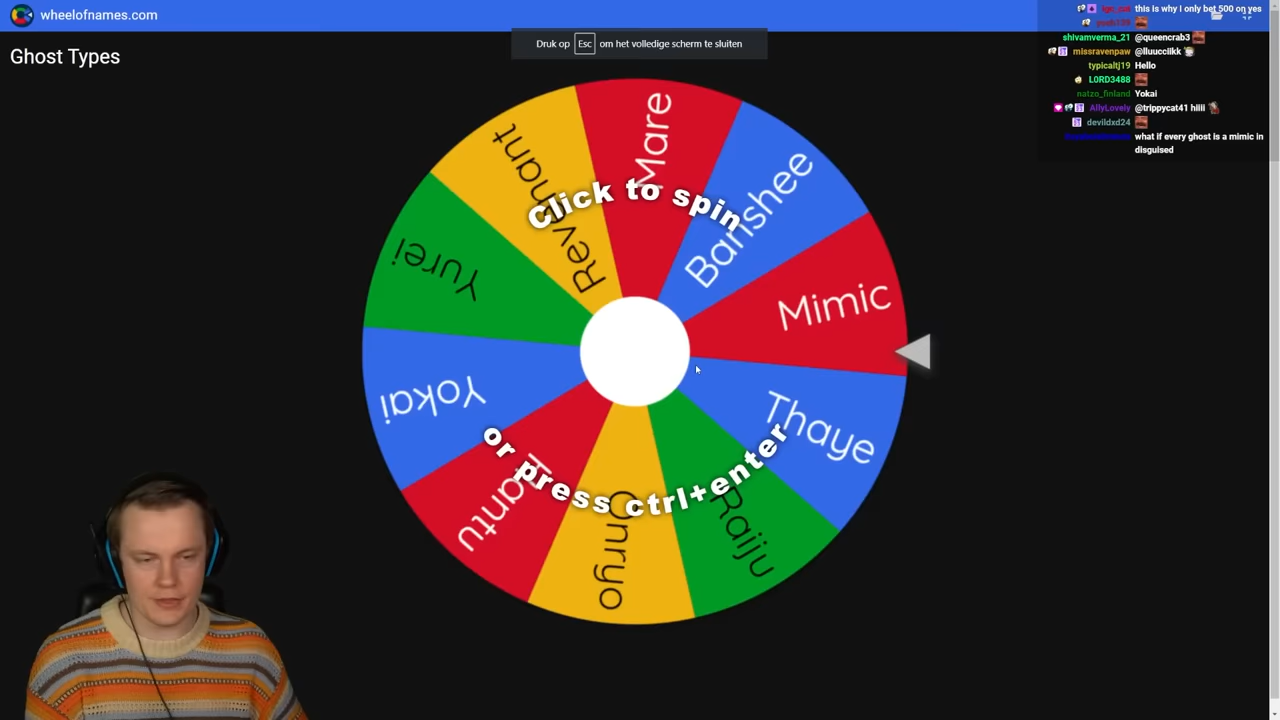 wheelofnames.com
Ghost Types
Druk op Esc om het volledige scherm te sluiten
this is why I only bet 500 on yes
shivamverma_21 @queencrab3
missravenpaw @lluucciikk
typicaltj19 Hello
L0RD3488
natzo_finland Yokai
AllyLovely @trippycat41 hiiii
devildxd24
what if every ghost is a mimic in
disguised
Mare
Banshee
Mimic
Thaye
Raiju
Onryo
Hantu
Yokai
Yurei
Revenant
Click to spin
or press ctrl+enter